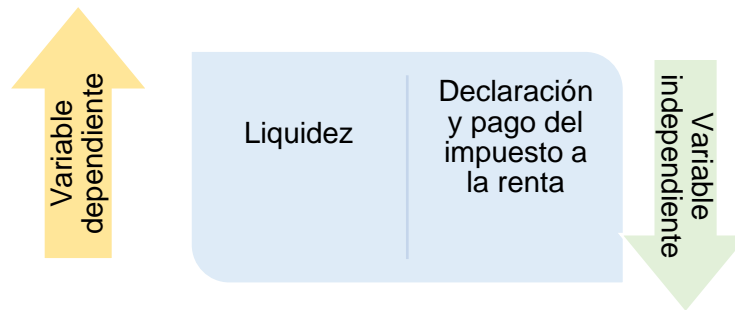 Variable
dependiente
Liquidez
Declaración
y pago del
impuesto a
la renta
Variable
independiente